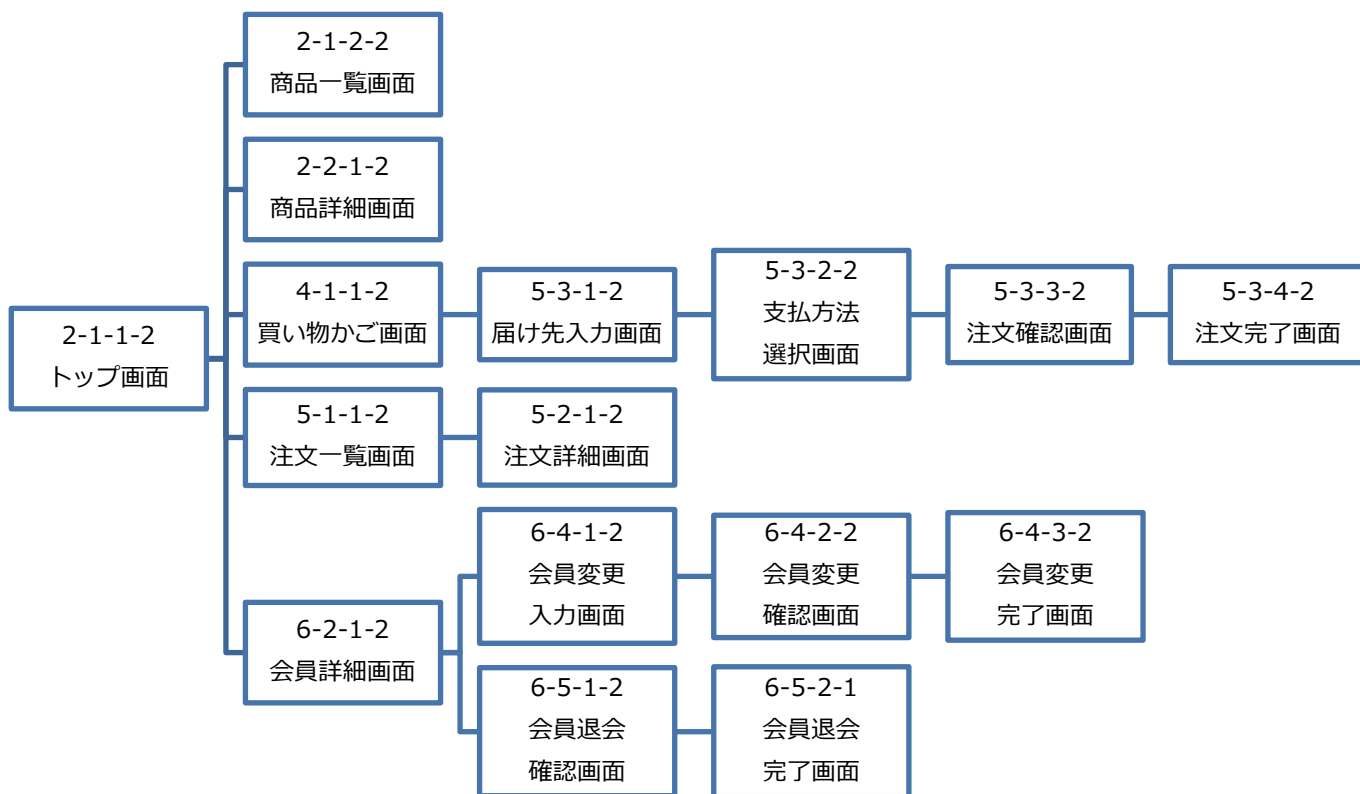 2-1-1-2
トップ画面
2-1-2-2
商品一覧画面
2-2-1-2
商品詳細画面
4-1-1-2
買い物かご画面
5-3-1-2
届け先入力画面
5-3-2-2
支払方法
選択画面
5-3-3-2
注文確認画面
5-3-4-2
注文完了画面
5-1-1-2
注文一覧画面
5-2-1-2
注文詳細画面
6-2-1-2
会員詳細画面
6-4-1-2
会員変更
入力画面
6-4-2-2
会員変更
確認画面
6-4-3-2
会員変更
完了画面
6-5-1-2
会員退会
確認画面
6-5-2-1
会員退会
完了画面